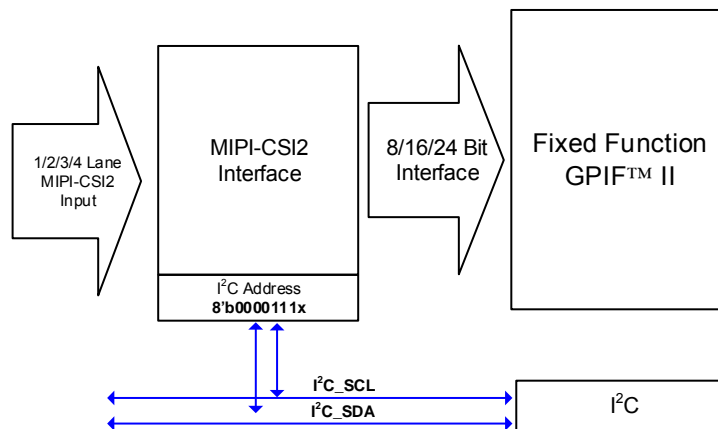 1/2/3/4 Lane
MIPI-CSI2
Input
MIPI-CSI2
Interface
I²C Address
8'b0000111x
8/16/24 Bit
Interface
Fixed Function
GPIF™ II
I²C_SCL
I²C_SDA
I²C